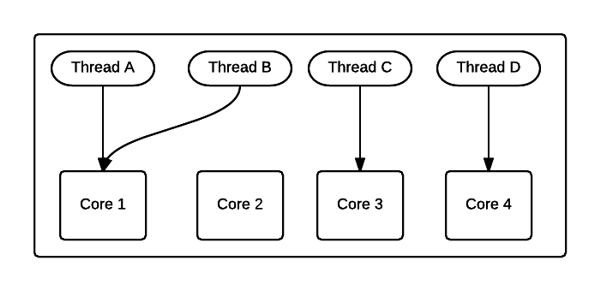 Thread A
Thread B
Thread C
Thread D
Core 1
Core 2
Core 3
Core 4